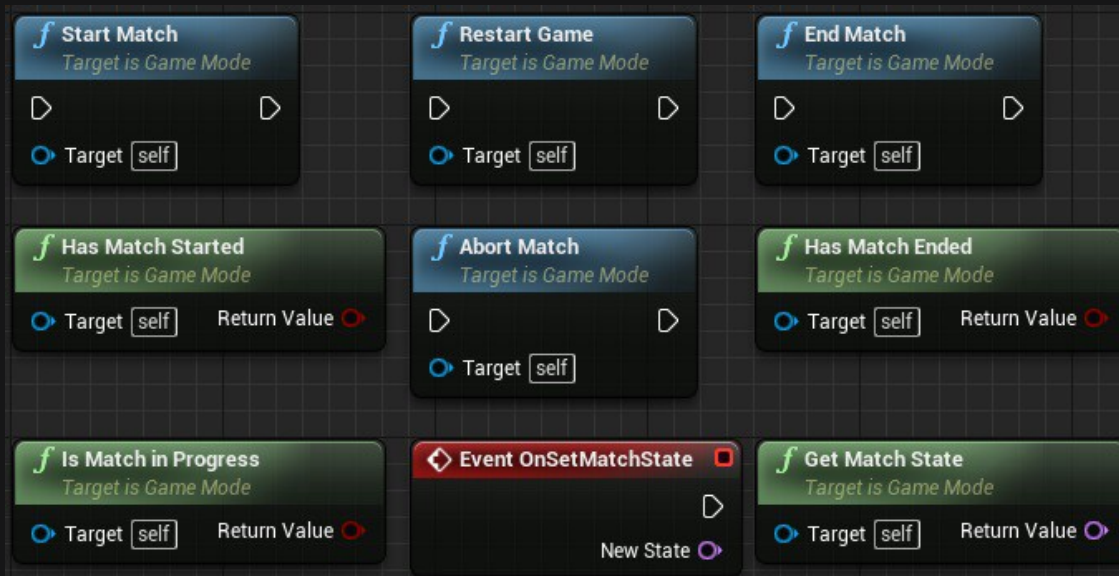 Start Match
Target is Game Mode
Target self
Restart Game
Target is Game Mode
Target self
End Match
Target is Game Mode
Target self
Has Match Started
Target is Game Mode
Target self Return Value
Abort Match
Target is Game Mode
Target self
Has Match Ended
Target is Game Mode
Target self Return Value
Is Match in Progress
Target is Game Mode
Target self Return Value
Event OnSetMatchState
New State
Get Match State
Target is Game Mode
Target self Return Value